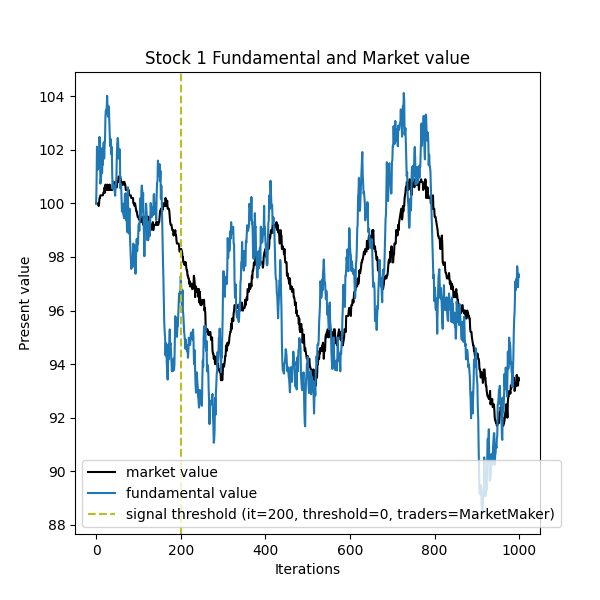 Stock 1 Fundamental and Market value
Present value
104
102
100
98
96
94
92
90
88
market value
fundamental value
signal threshold (it=200, threshold=0, traders=MarketMaker)
0 200 400 600 800 1000
Iterations